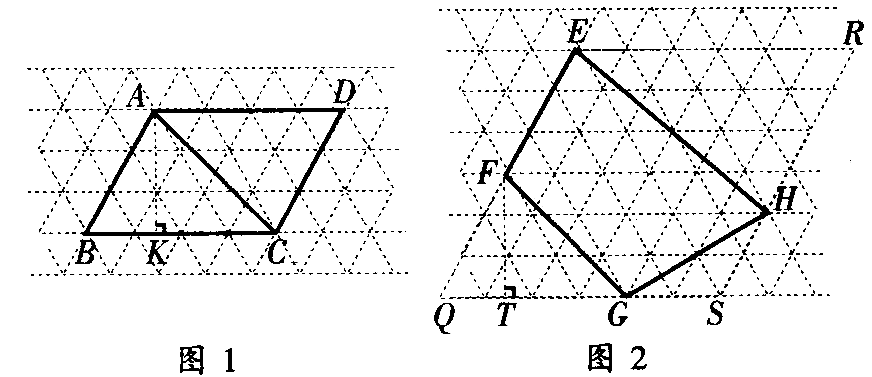 A D
B K C
图 1
E R
F
H
Q T G S
图 2